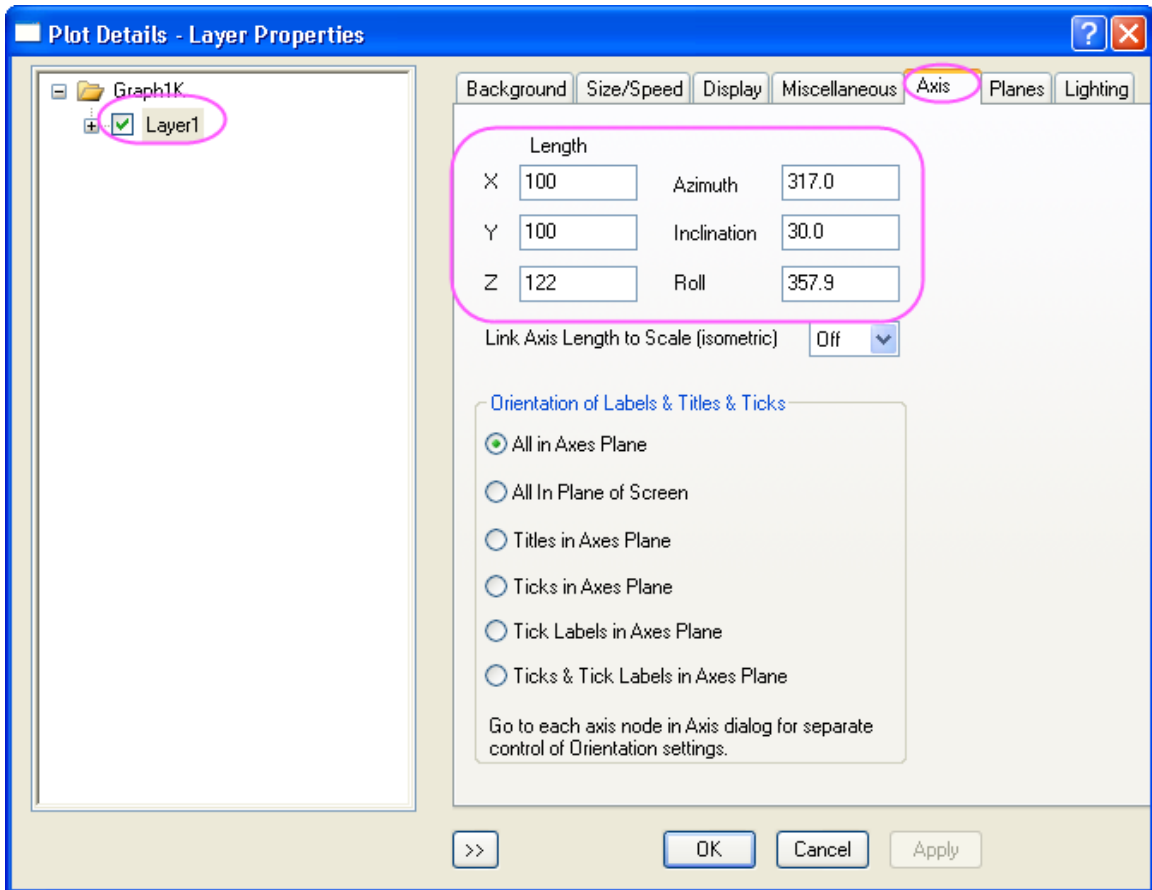 Plot Details - Layer Properties
Graph1K
Layer1
Background Size/Speed Display Miscellaneous Axis Planes Lighting
Length
X 100 Azimuth 317.0
Y 100 Inclination 30.0
Z 122 Roll 357.9
Link Axis Length to Scale (isometric) Off
Orientation of Labels & Titles & Ticks
All in Axes Plane
All In Plane of Screen
Titles in Axes Plane
Ticks in Axes Plane
Tick Labels in Axes Plane
Ticks & Tick Labels in Axes Plane
Go to each axis node in Axis dialog for separate
control of Orientation settings.
>> OK Cancel Apply